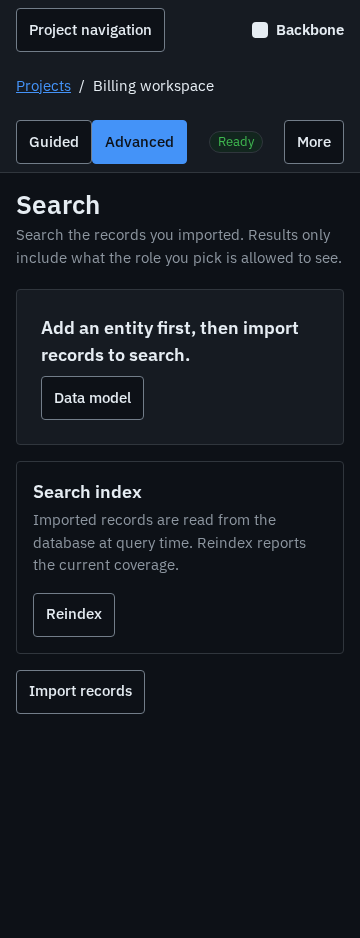 Project navigation
Backbone
Projects / Billing workspace
Guided
Advanced
Ready
More
Search
Search the records you imported. Results only
include what the role you pick is allowed to see.
Add an entity first, then import
records to search.
Data model
Search index
Imported records are read from the
database at query time. Reindex reports
the current coverage.
Reindex
Import records